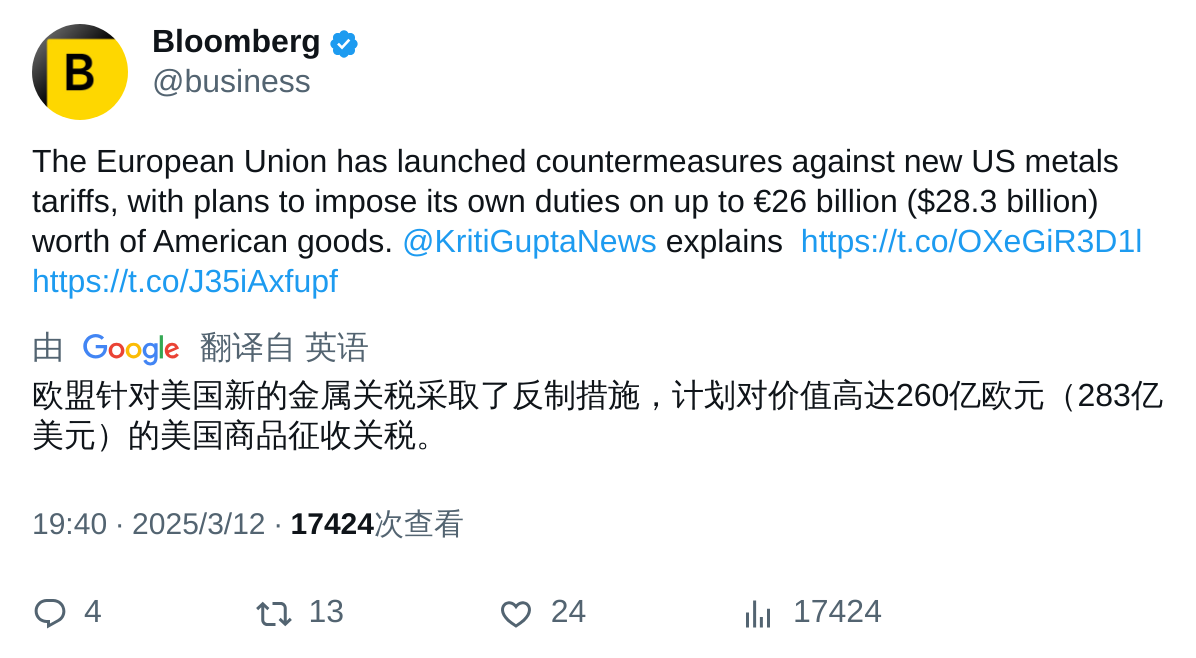 B
Bloomberg
@business
The European Union has launched countermeasures against new US metals
tariffs, with plans to impose its own duties on up to €26 billion ($28.3 billion)
worth of American goods. @KritiGuptaNews explains  https://t.co/OXeGiR3D1l
https://t.co/J35iAxfupf
由 Google 翻译自 英语
欧盟针对美国新的金属关税采取了反制措施，计划对价值高达260亿欧元（283亿
美元）的美国商品征收关税。
19:40 · 2025/3/12 · 17424次查看
4 13 24 17424